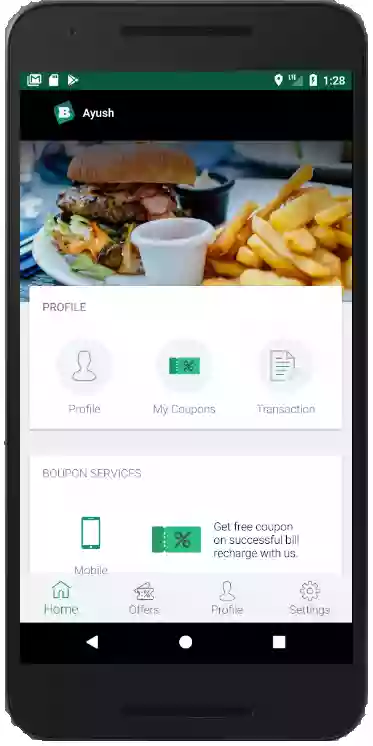 1:28
B Ayush
PROFILE
Profile
My Coupons
Transaction
BOUPON SERVICES
Mobile
Get free coupon
on successful bill
recharge with us.
Home
Offers
Profile
Settings